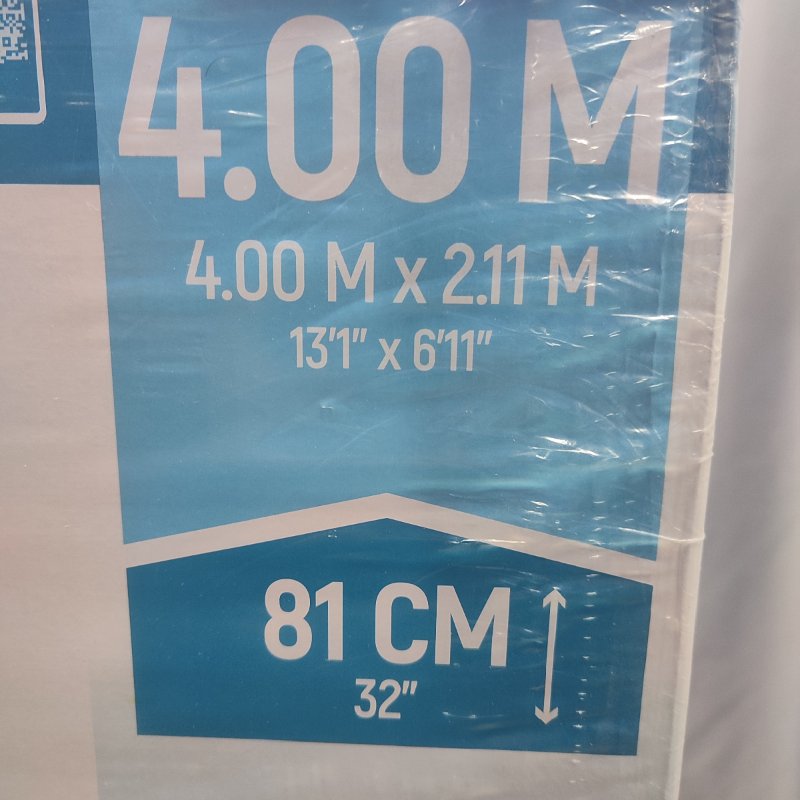 4.00 M
4.00 M x 2.11 M
13'1" x 6'11"
81 CM
32"